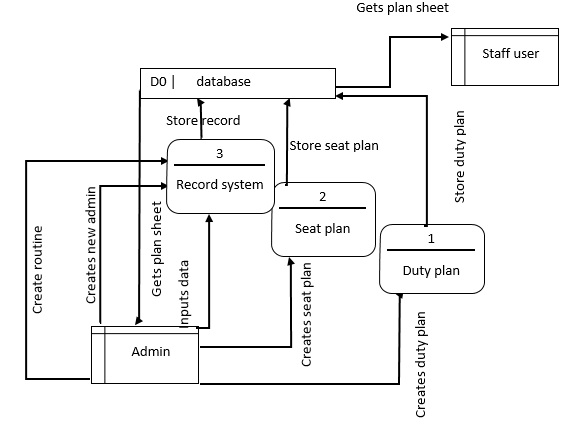 Gets plan sheet
Staff user
D0 | database
Store record
Store seat plan
Store duty plan
3
Record system
2
Seat plan
1
Duty plan
Create routine
Creates new admin
Gets plan sheet
Inputs data
Creates seat plan
Creates duty plan
Admin